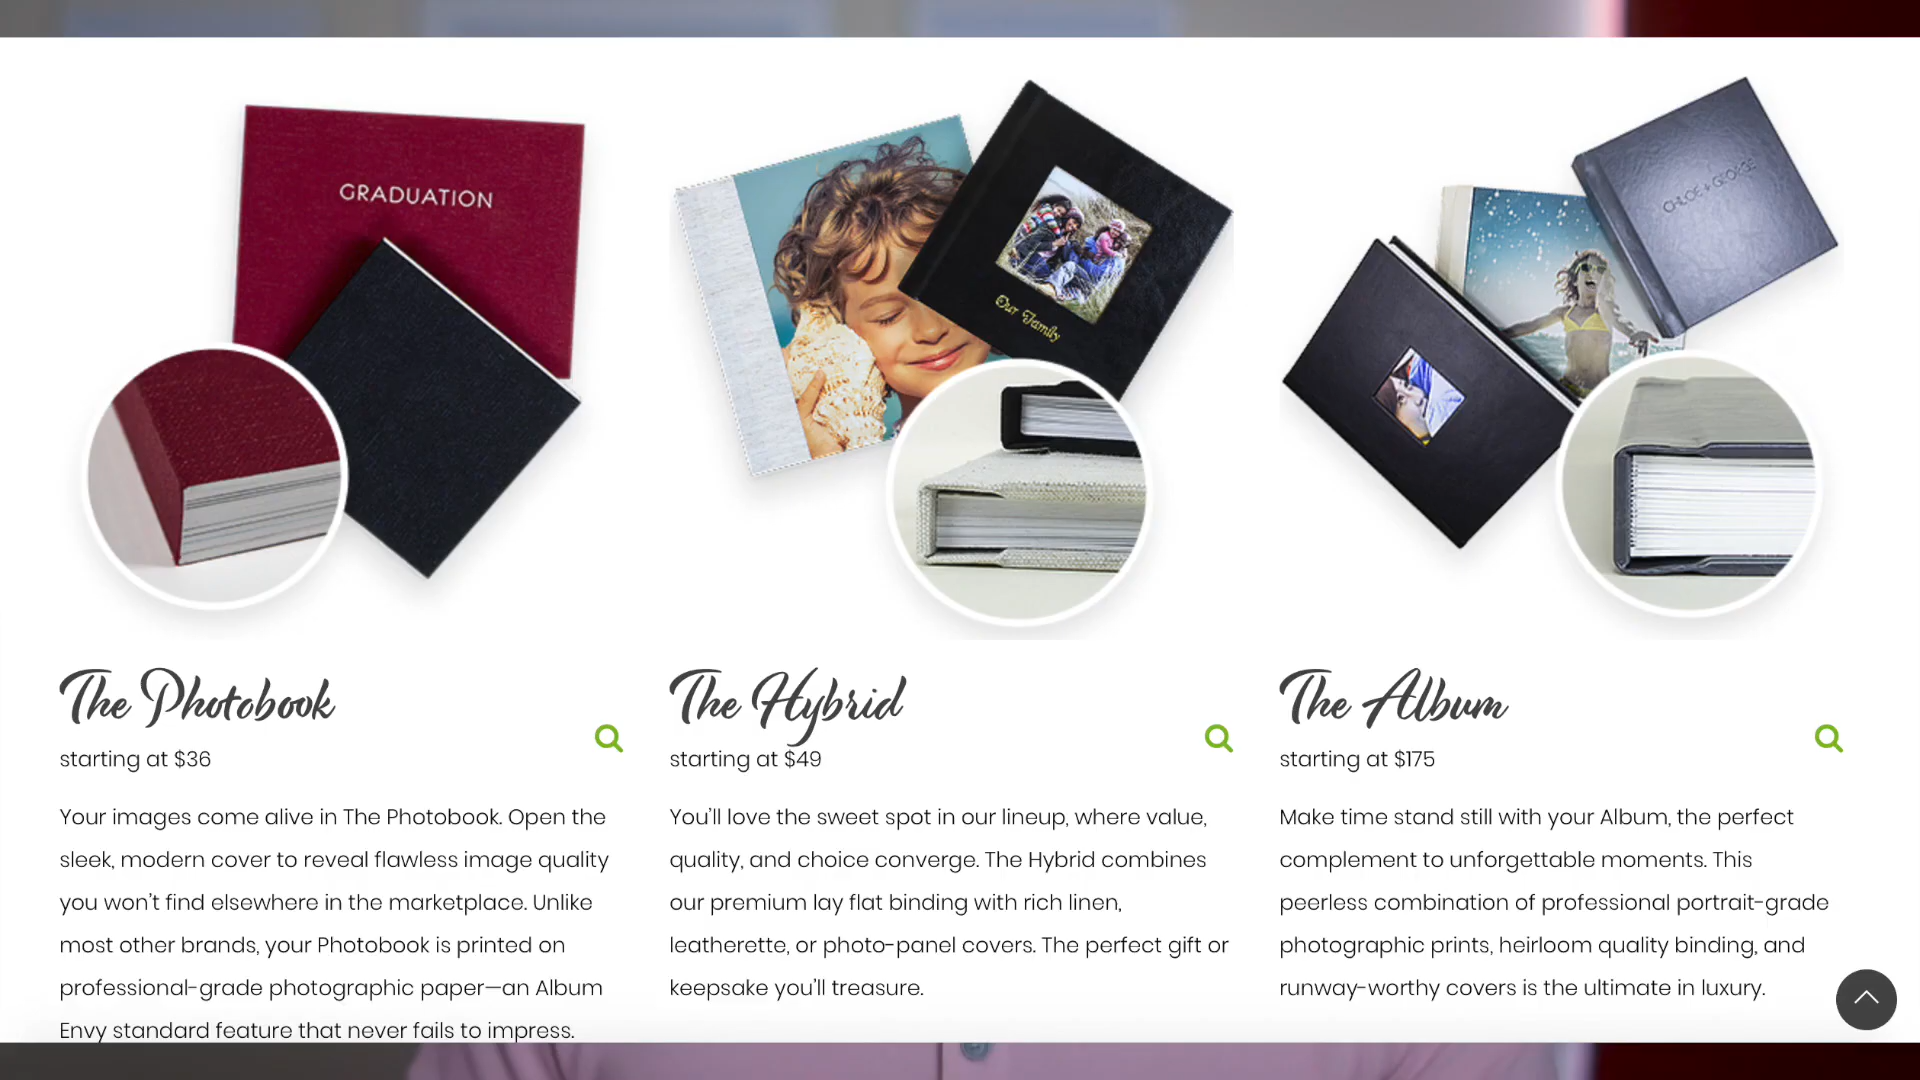 GRADUATION
Our Family
CHLOE + GEORGE
The Photobook
starting at $36
Your images come alive in The Photobook. Open the
sleek, modern cover to reveal flawless image quality
you won’t find elsewhere in the marketplace. Unlike
most other brands, your Photobook is printed on
professional-grade photographic paper—an Album
Envy standard feature that never fails to impress.
The Hybrid
starting at $49
You’ll love the sweet spot in our lineup, where value,
quality, and choice converge. The Hybrid combines
our premium lay flat binding with rich linen,
leatherette, or photo-panel covers. The perfect gift or
keepsake you’ll treasure.
The Album
starting at $175
Make time stand still with your Album, the perfect
complement to unforgettable moments. This
peerless combination of professional portrait-grade
photographic prints, heirloom quality binding, and
runway-worthy covers is the ultimate in luxury.